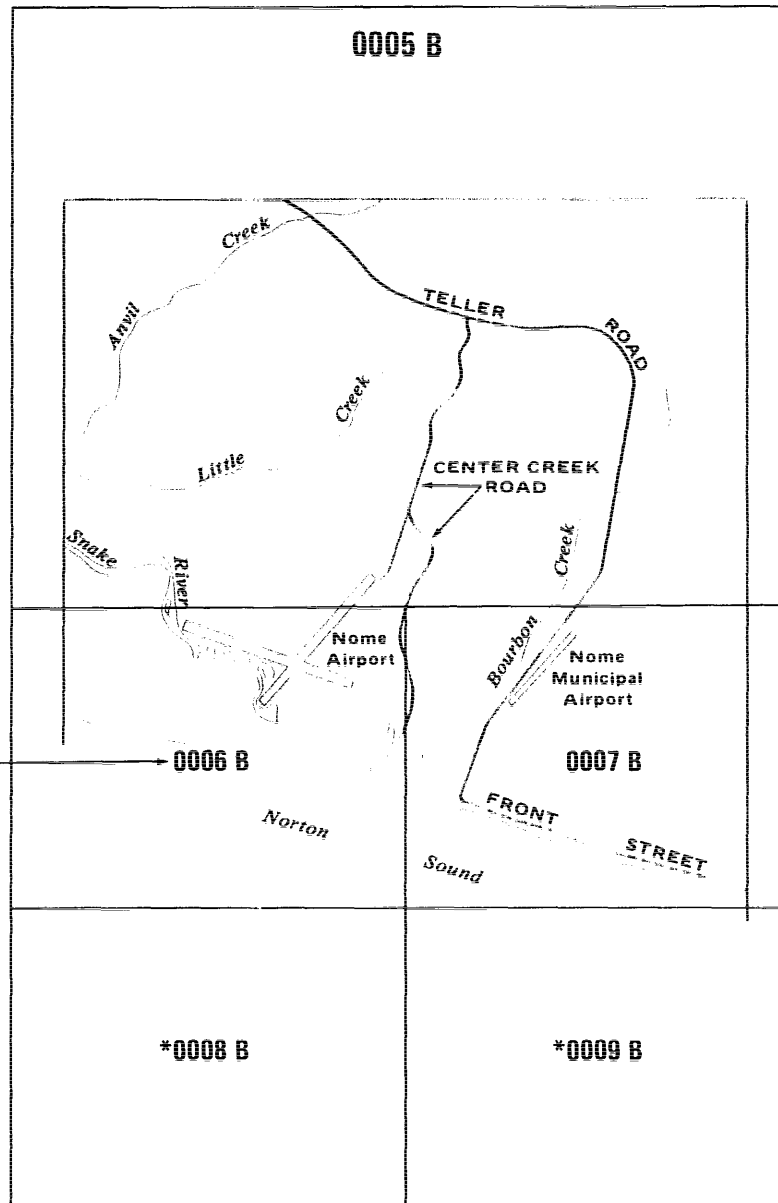 0005 B
Creek
Anvil
TELLER
ROAD
Creek
Little
CENTER CREEK
ROAD
Snake
River
Creek
Bourbon
Nome
Airport
Nome
Municipal
Airport
0006 B
0007 B
Norton
Sound
FRONT
STREET
*0008 B
*0009 B